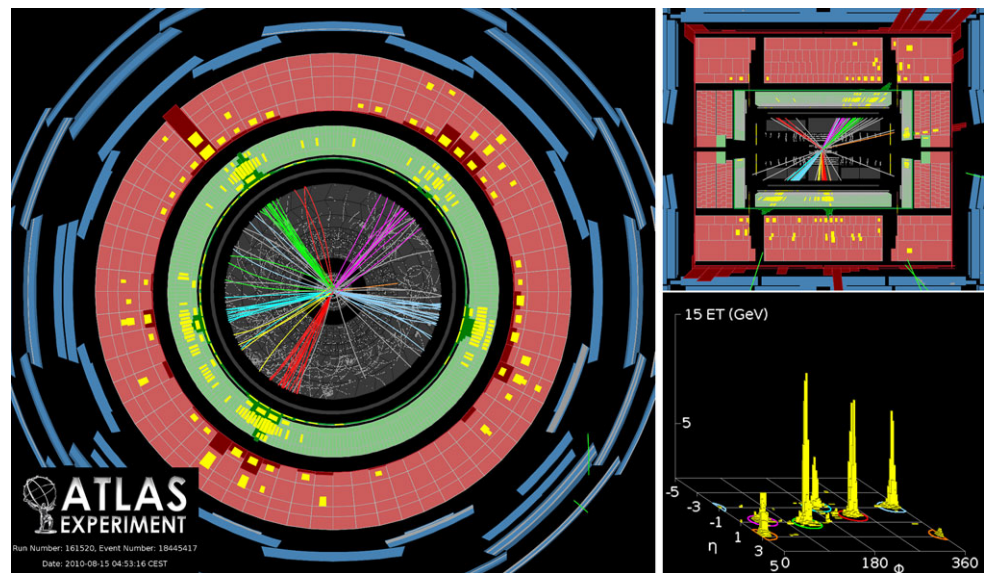 ATLAS
EXPERIMENT
Run Number: 161520, Event Number: 18445417
Date: 2010-08-15 04:53:16 CEST
15 ET (GeV)
5
-5
-3
-1
1
3
5
η
0
180
360
Φ